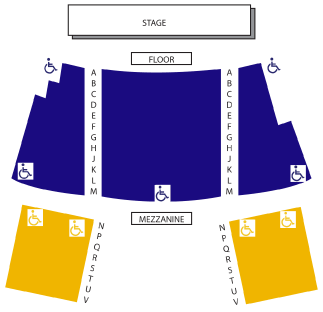 STAGE
FLOOR
A A
B B
C C
D D
E E
F F
G G
H H
J J
K K
L L
M M
MEZZANINE
N N
P P
Q Q
R R
S S
T T
U U
V V